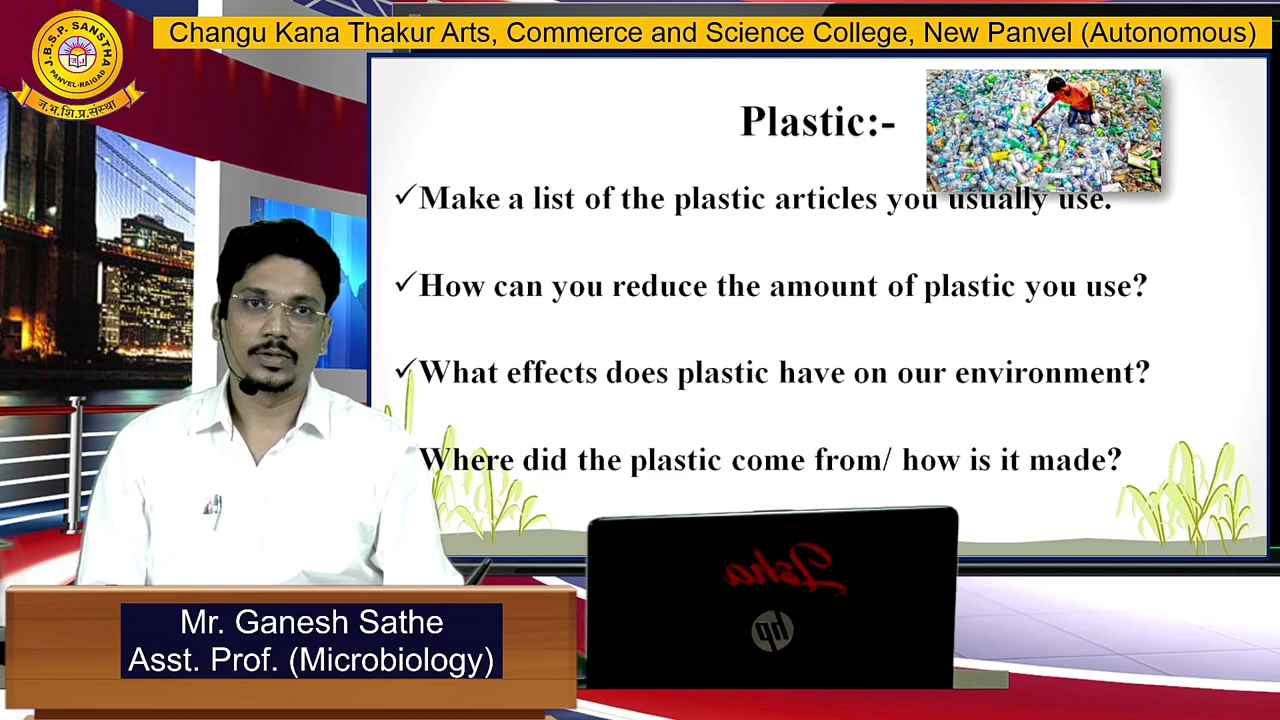 Changu Kana Thakur Arts, Commerce and Science College, New Panvel (Autonomous)
J.B.S.P. SANSTHA
PANVEL-RAIGAD
ज.भ.शि.प्र.संस्था
Plastic:-
✓Make a list of the plastic articles you usually use.
✓How can you reduce the amount of plastic you use?
✓What effects does plastic have on our environment?
Where did the plastic come from/ how is it made?
Isha
hp
Mr. Ganesh Sathe
Asst. Prof. (Microbiology)